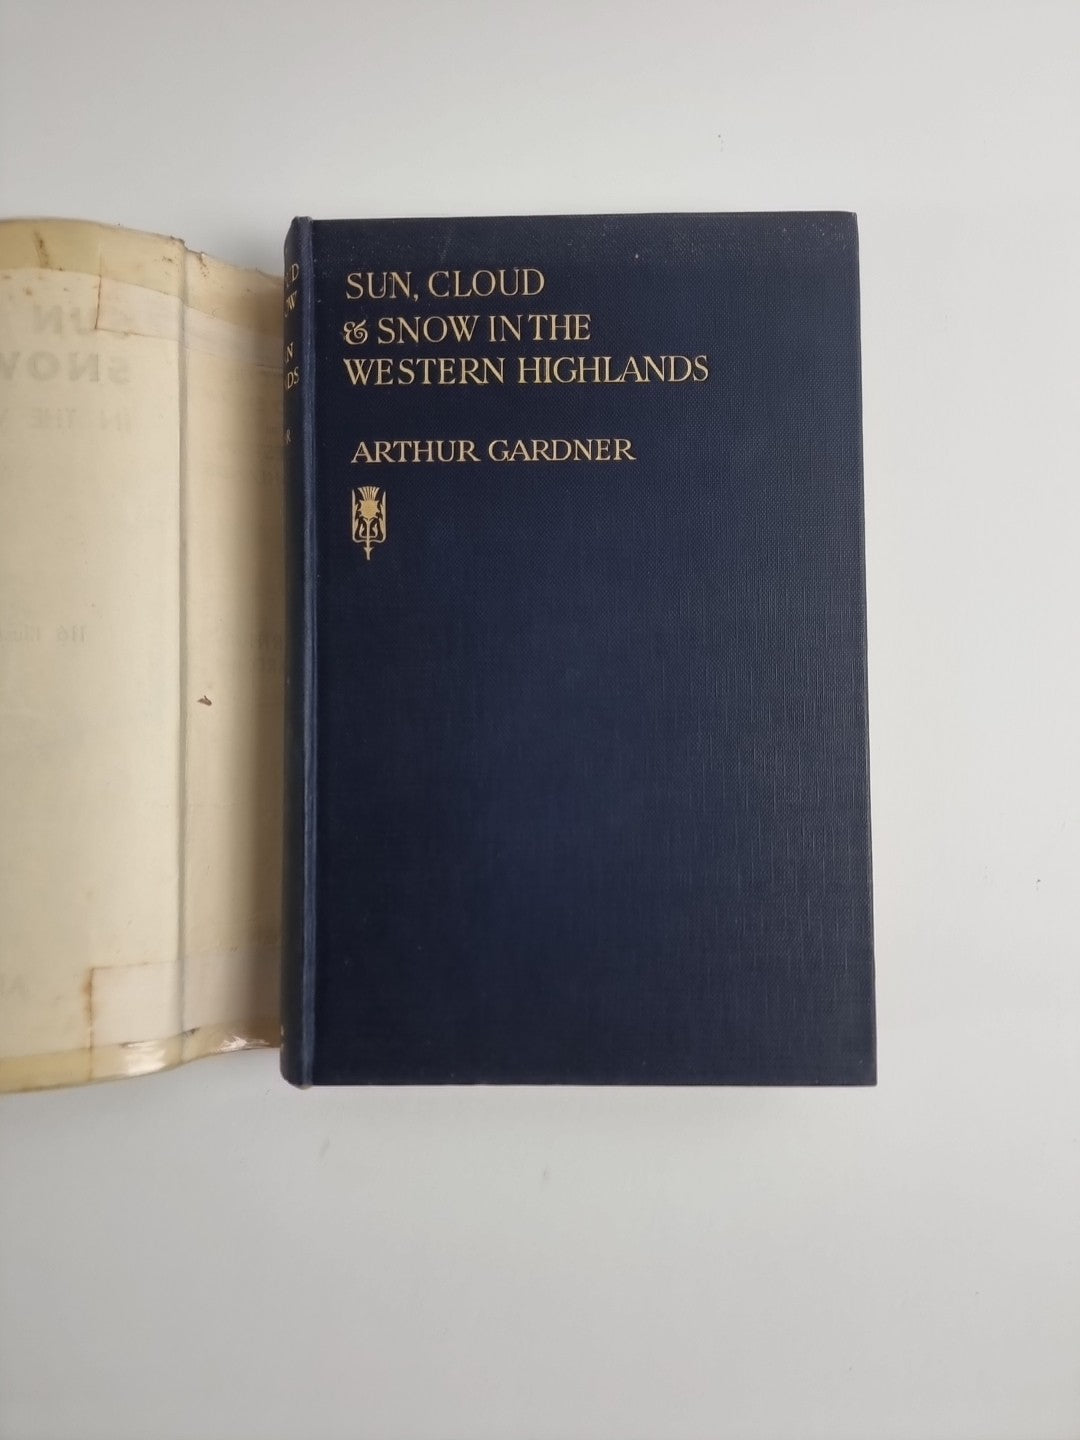 SUN, CLOUD
& SNOW IN THE
WESTERN HIGHLANDS
ARTHUR GARDNER